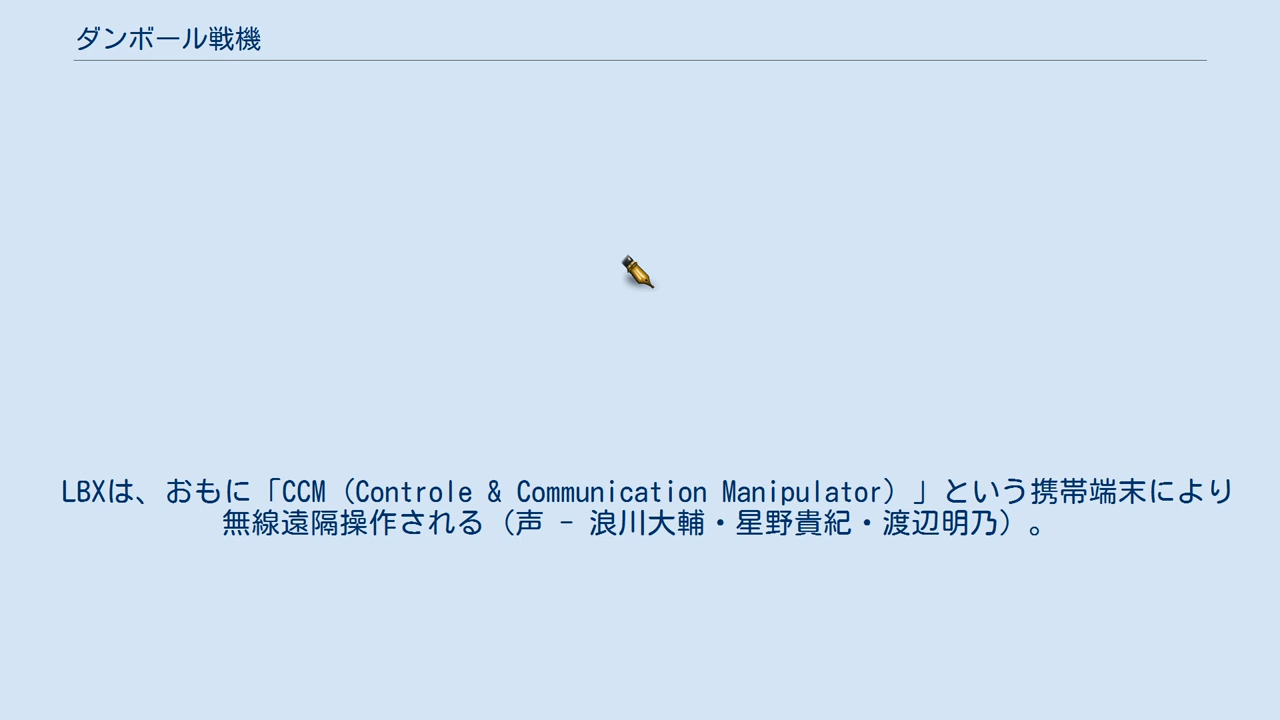 ダンボール戦機
LBXは、おもに「CCM（Controle & Communication Manipulator）」という携帯端末により
無線遠隔操作される（声 - 浪川大輔・星野貴紀・渡辺明乃）。